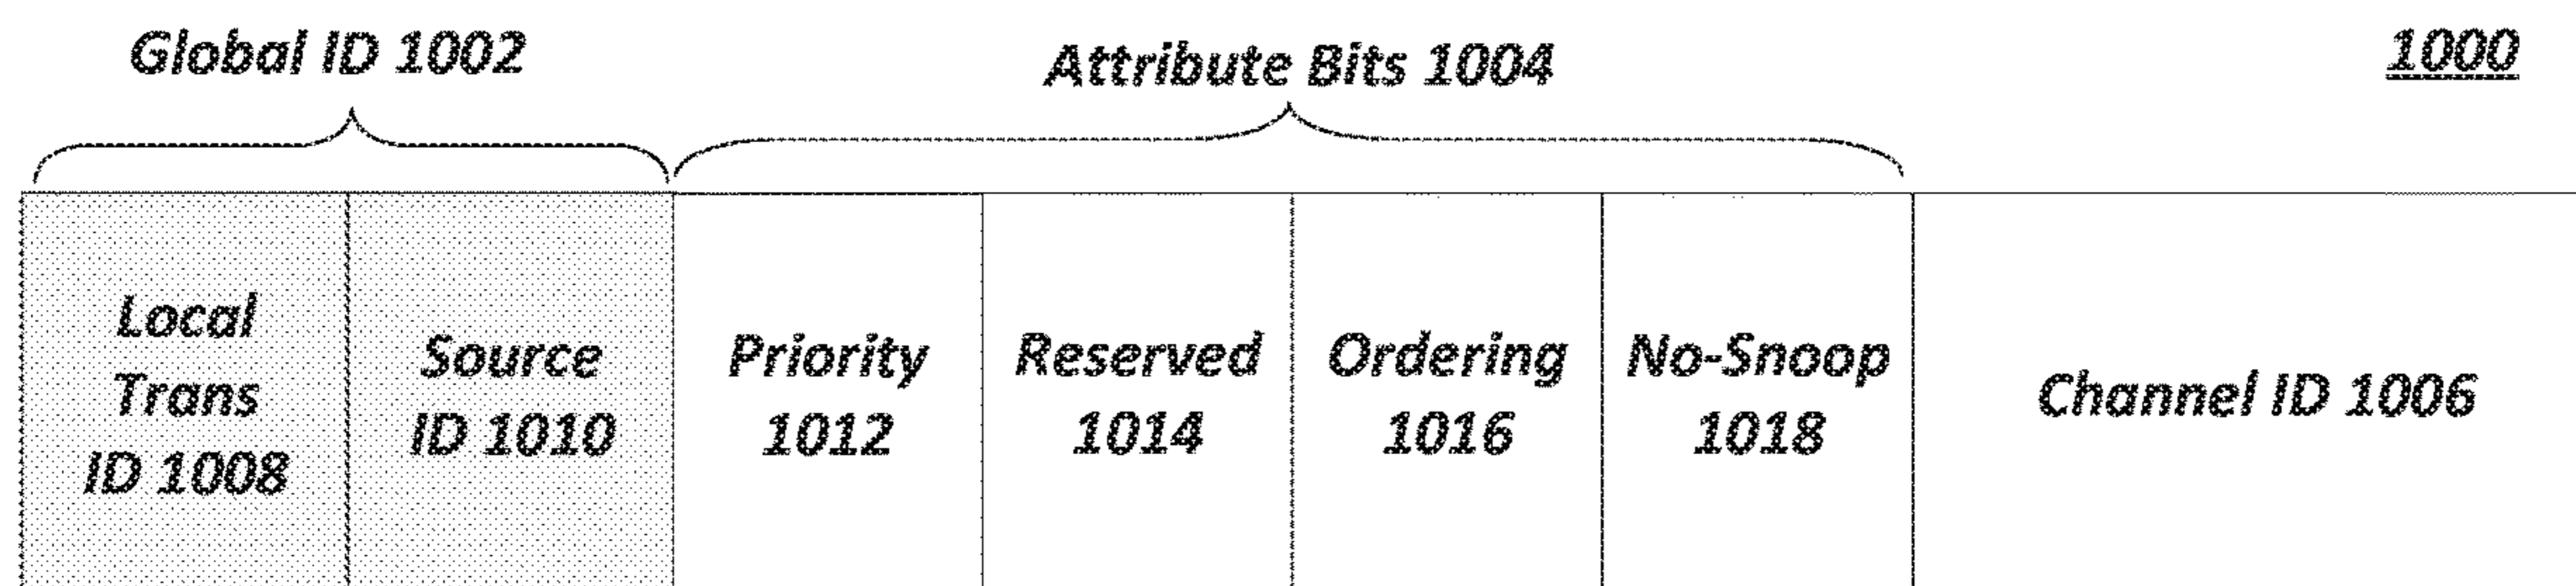 Global ID 1002
Attribute Bits 1004
1000
Local
Trans
ID 1008
Source
ID 1010
Priority
1012
Reserved
1014
Ordering
1016
No-Snoop
1018
Channel ID 1006